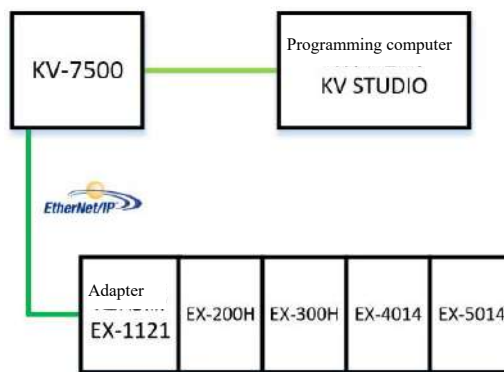 KV-7500
Programming computer
KV STUDIO
EtherNet/IP
Adapter
EX-1121
EX-200H
EX-300H
EX-4014
EX-5014